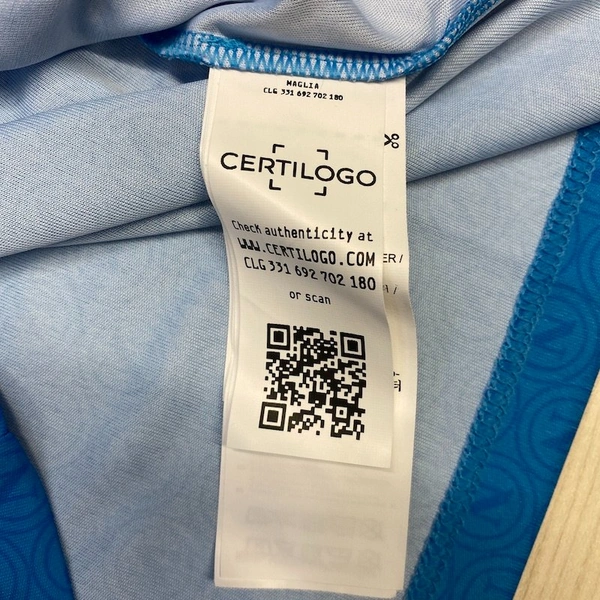 MAGLIA
CLG 331 692 702 180
CERTILOGO
Check authenticity at
WWW.CERTILOGO.COM
CLG 331 692 702 180
or scan
ER /
/
N